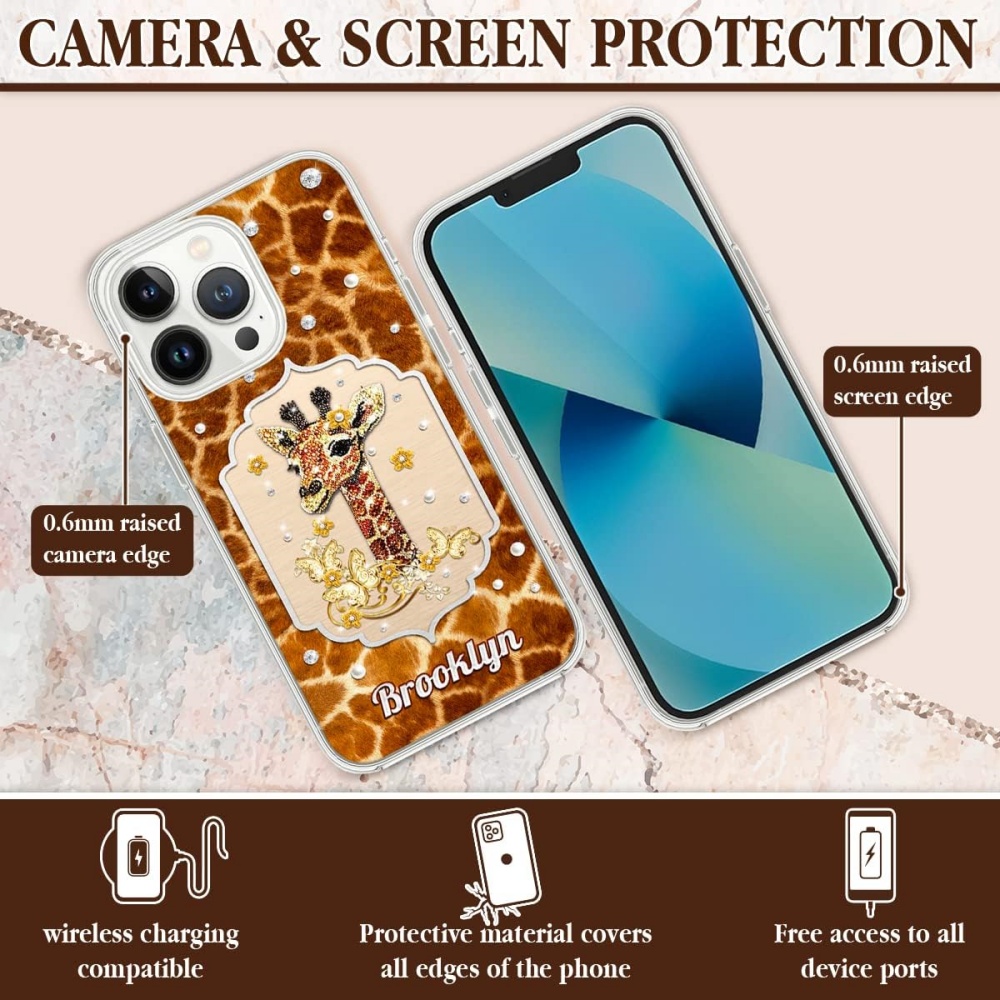 CAMERA & SCREEN PROTECTION
0.6mm raised
screen edge
0.6mm raised
camera edge
Brooklyn
wireless charging
compatible
Protective material covers
all edges of the phone
Free access to all
device ports